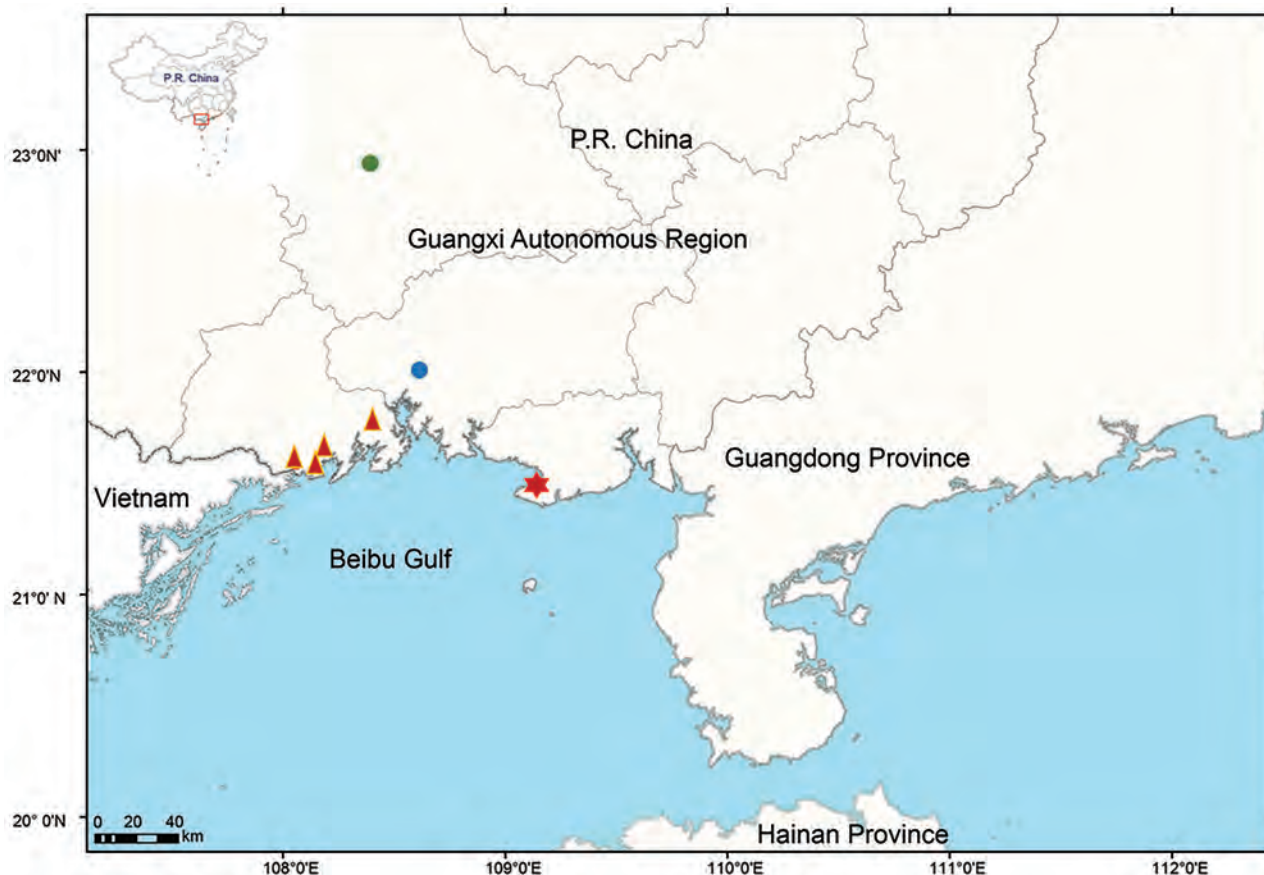 P.R. China
P.R. China
23°0N'
Guangxi Autonomous Region
22°0N
Guangdong Province
Vietnam
Beibu Gulf
21°0' N
20° 0'N
0 20 40
km
Hainan Province
108°0'E
109°0'E
110°0'E
111°0'E
112°0'E